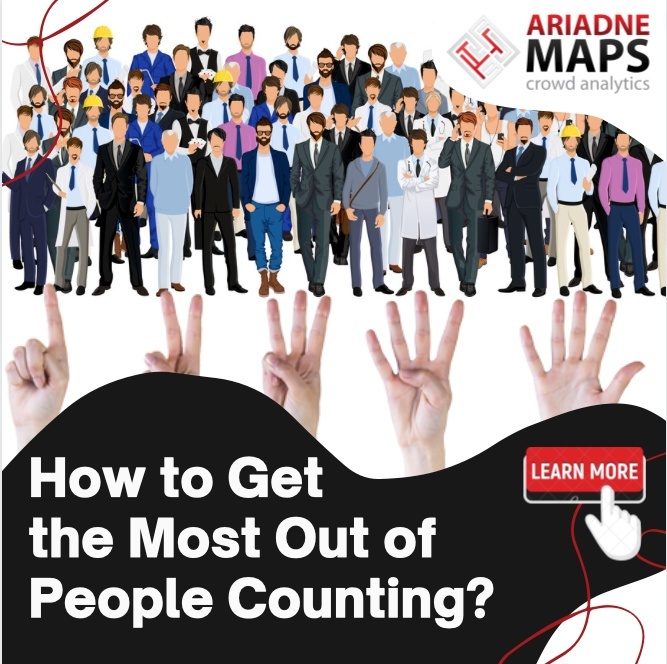 ARIADNE
MAPS
crowd analytics
How to Get
the Most Out of
People Counting?
LEARN MORE